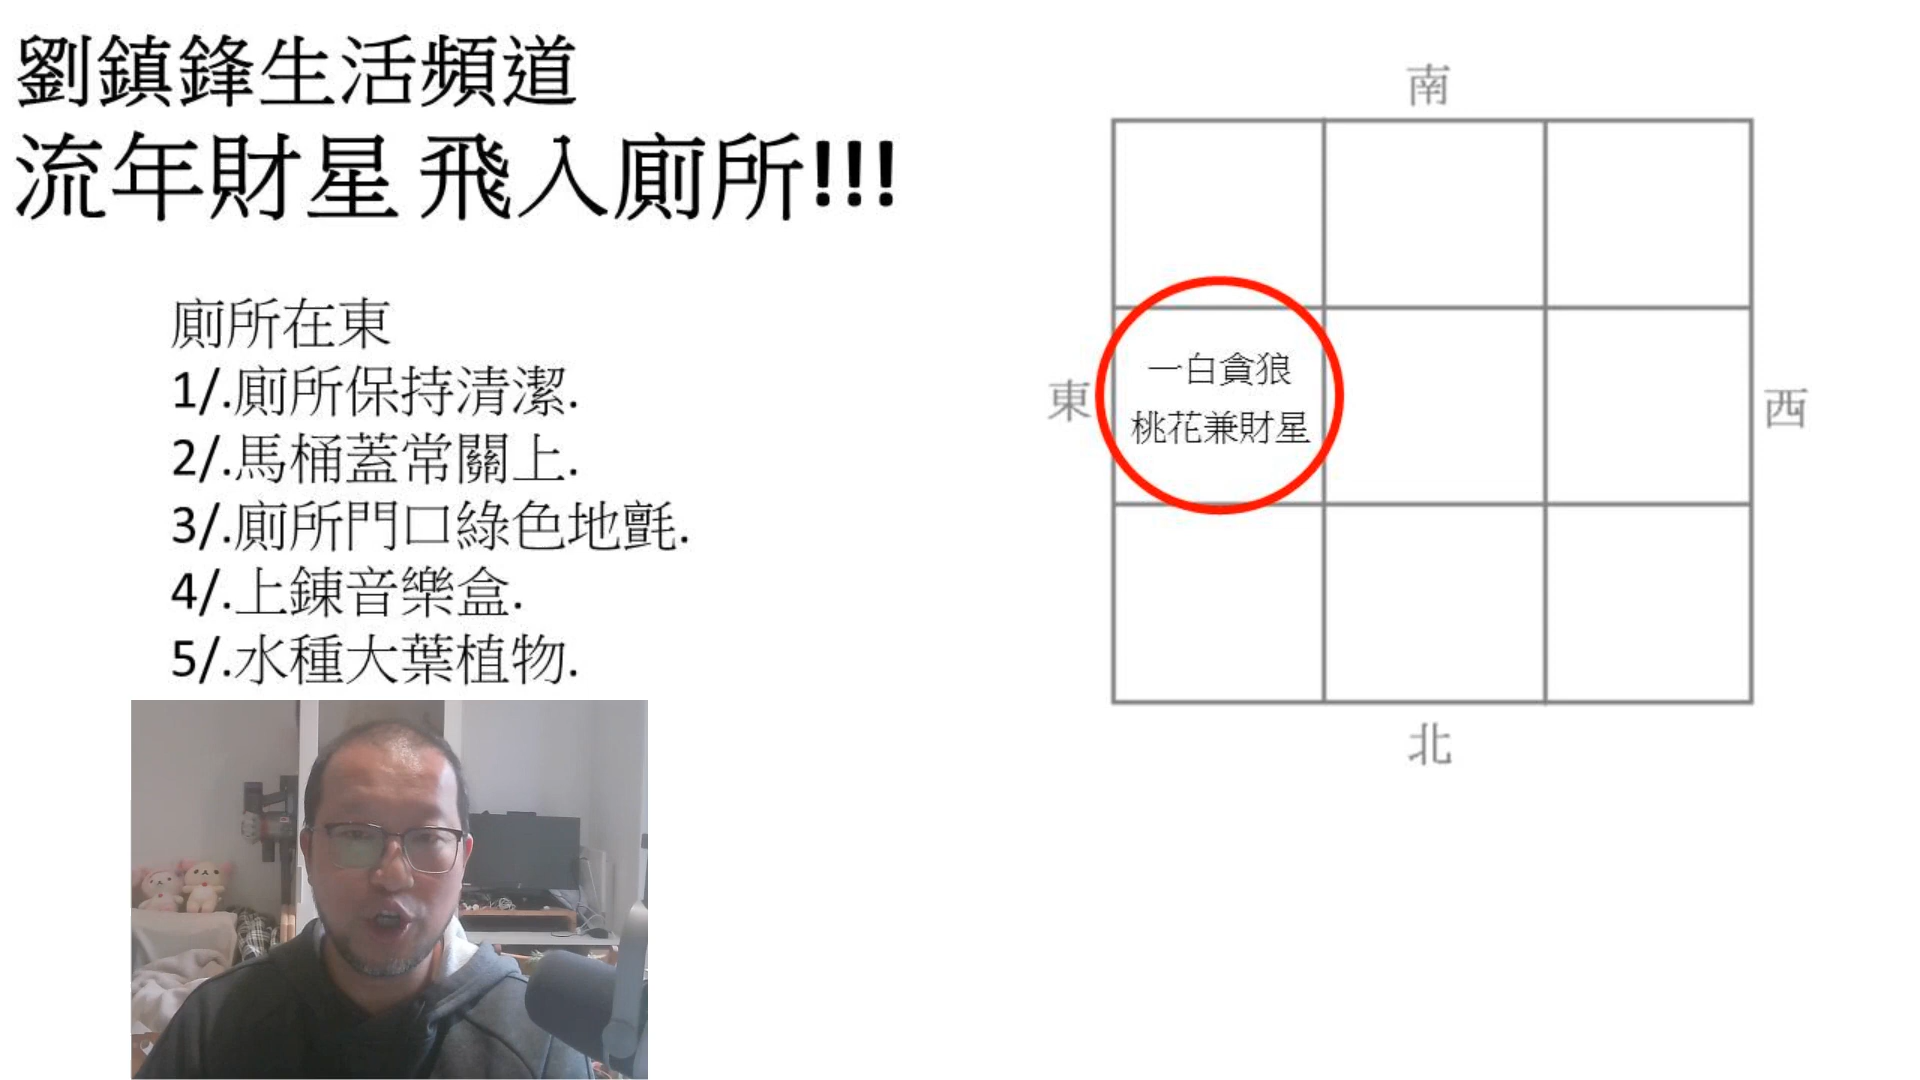 劉鎮鋒生活頻道
流年財星 飛入廁所!!!
廁所在東
1/.廁所保持清潔.
2/.馬桶蓋常關上.
3/.廁所門口綠色地氈.
4/.上鍊音樂盒.
5/.水種大葉植物.
南
東
一白貪狼
桃花兼財星
西
北